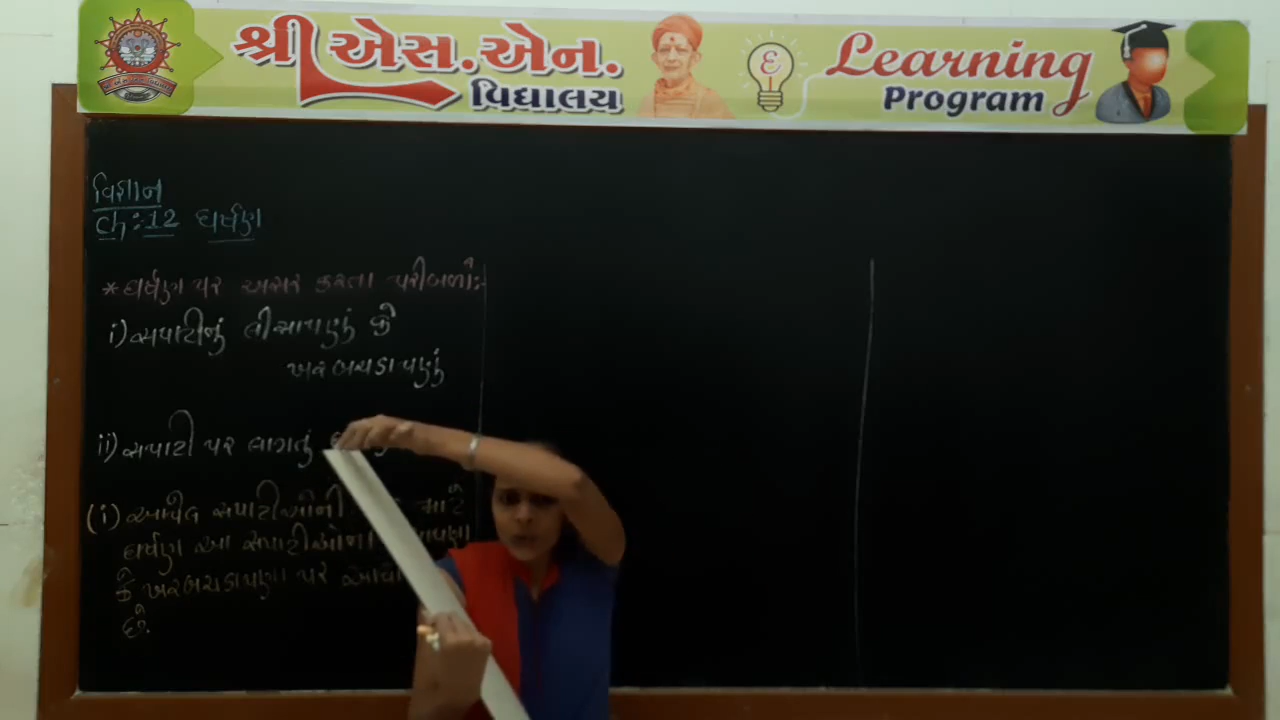 શ્રી એસ.એન.
વિદ્યાલય
Learning
Program
વિજ્ઞાન
Ch:-12 ઘર્ષણ
* ઘર્ષણ પર અસર કરતા પરીબળોઃ-
i) સપાટીનું લીસાપણું કે
ખરબચડાપણું
ii) સપાટી પર લાગતું
(i) આપેલ સપાટીઓની માટે
ઘર્ષણ આ સપાટીઓના
કે ખરબચડાપણા પર
છે.